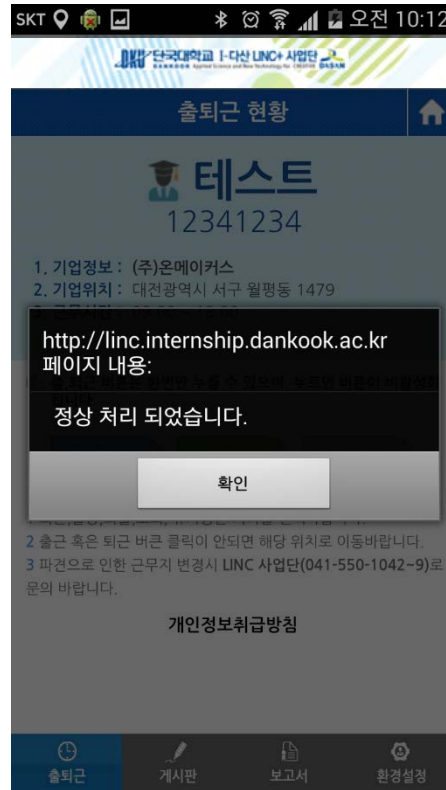 SKT 오전 10:12
DKU 단국대학교 I-다산 LINC+ 사업단
출퇴근 현황
테스트
12341234
1. 기업정보 : (주)온메이커스
2. 기업위치 : 대전광역시 서구 월평동 1479
http://linc.internship.dankook.ac.kr
페이지 내용:
정상 처리 되었습니다.
확인
2 출근 혹은 퇴근 버튼 클릭이 안되면 해당 위치로 이동바랍니다.
3 파견으로 인한 근무지 변경시 LINC 사업단(041-550-1042~9)로
문의 바랍니다.
개인정보취급방침
출퇴근 게시판 보고서 환경설정